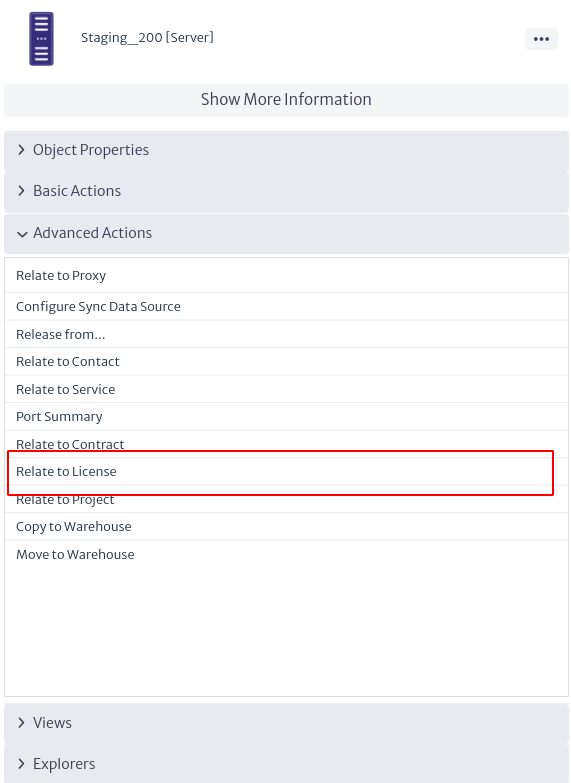 Staging_200 [Server]
Show More Information
Object Properties
Basic Actions
Advanced Actions
Relate to Proxy
Configure Sync Data Source
Release from...
Relate to Contact
Relate to Service
Port Summary
Relate to Contract
Relate to License
Relate to Project
Copy to Warehouse
Move to Warehouse
Views
Explorers